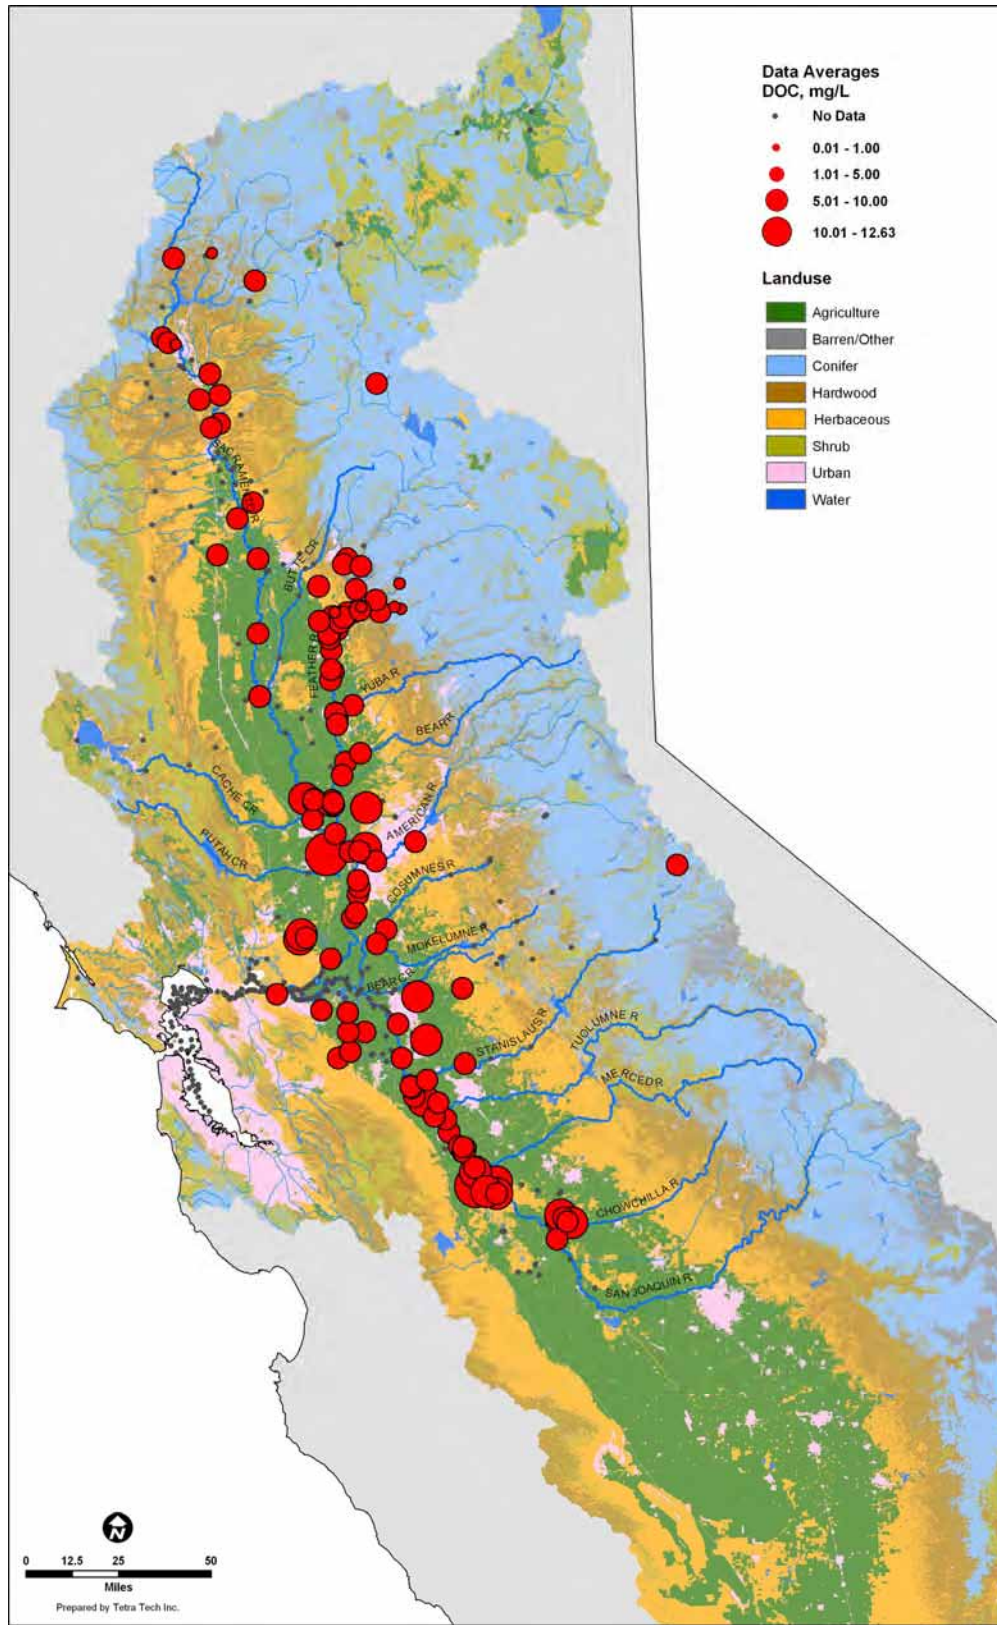 Data Averages
DOC, mg/L
No Data
0.01 - 1.00
1.01 - 5.00
5.01 - 10.00
10.01 - 12.63
Landuse
Agriculture
Barren/Other
Conifer
Hardwood
Herbaceous
Shrub
Urban
Water
BUTTE CR
FEATHER R
YUBA R
BEAR R
CACHE CR
AMERICAN R
PUTAH CR
COSUMNES R
MOKELUMNE R
BEAR CR
STANISLAUS R
TUOLUMNE R
MERCED R
CHOWCHILLA R
SAN JOAQUIN R
N
0 12.5 25 50
Miles
Prepared by Tetra Tech Inc.